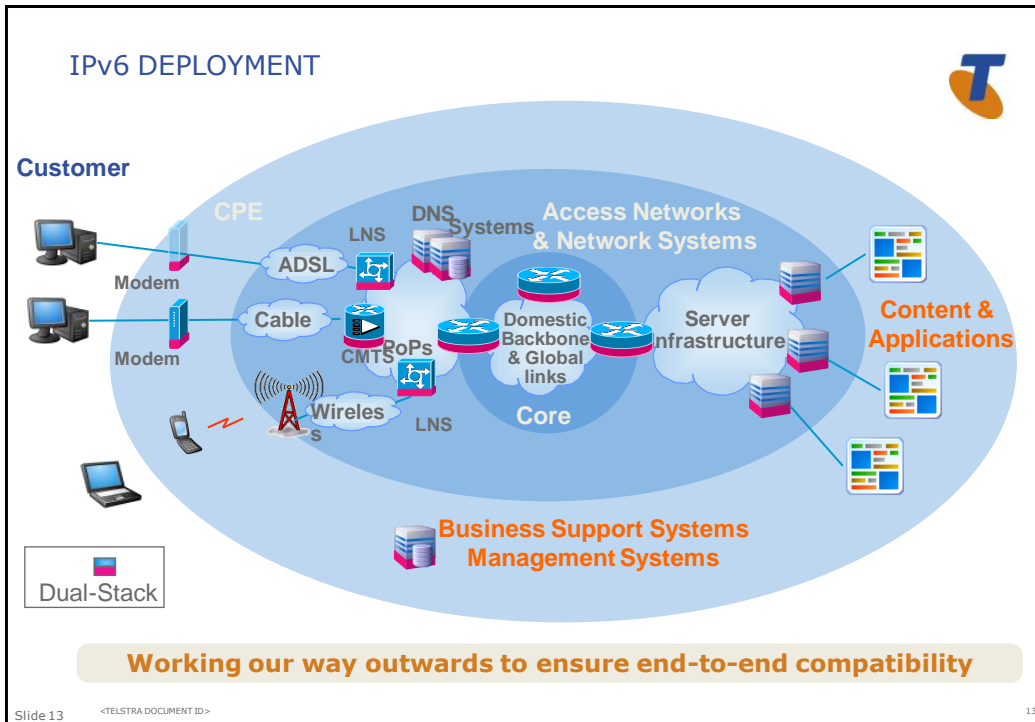 IPv6 DEPLOYMENT
T
Customer
CPE
DNS
Systems
LNS
Access Networks
& Network Systems
ADSL
Modem
Cable
CMTS
PoPs
Modem
Domestic
Backbone
& Global
links
Server
nfrastructure
Content &
Applications
Wireles
s
LNS
Core
Business Support Systems
Management Systems
Dual-Stack
Working our way outwards to ensure end-to-end compatibility
Slide 13
<TELSTRA DOCUMENT ID>
13